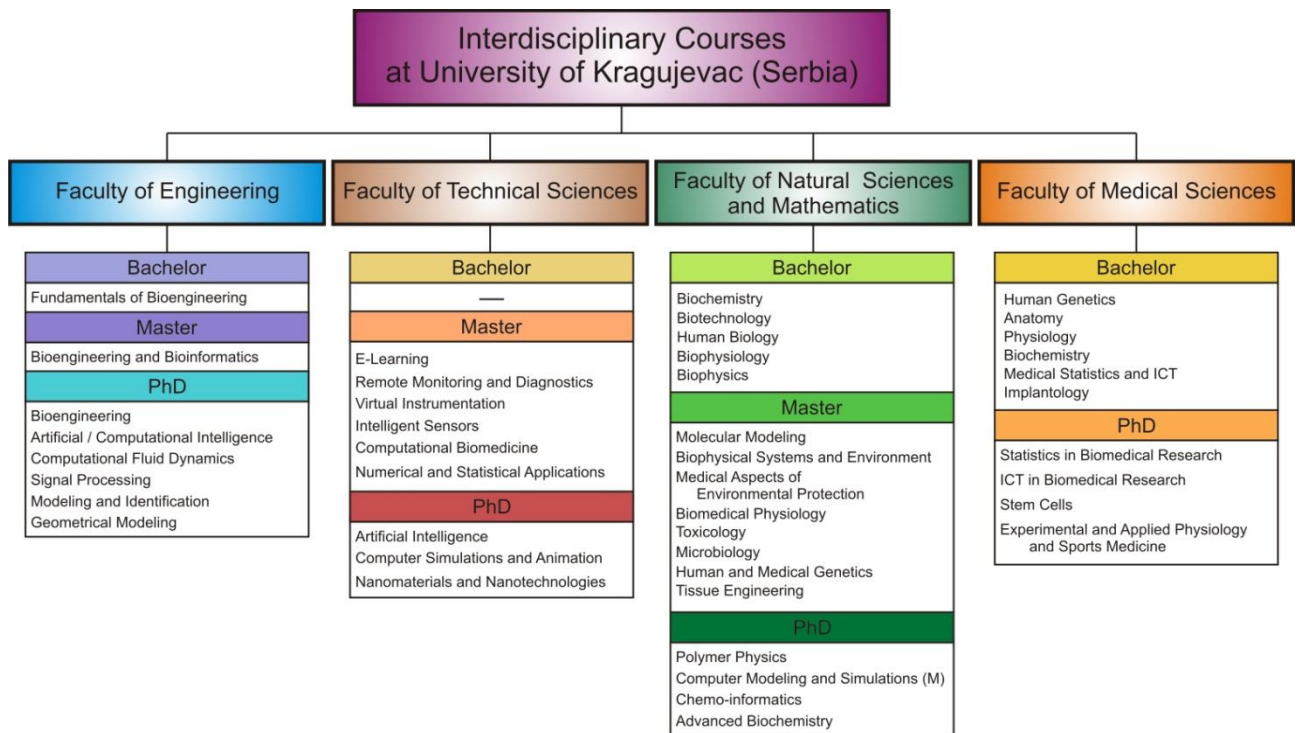 Interdisciplinary Courses
at University of Kragujevac (Serbia)
Faculty of Engineering
Bachelor
Fundamentals of Bioengineering
Master
Bioengineering and Bioinformatics
PhD
Bioengineering
Artificial / Computational Intelligence
Computational Fluid Dynamics
Signal Processing
Modeling and Identification
Geometrical Modeling
Faculty of Technical Sciences
Bachelor
—
Master
E-Learning
Remote Monitoring and Diagnostics
Virtual Instrumentation
Intelligent Sensors
Computational Biomedicine
Numerical and Statistical Applications
PhD
Artificial Intelligence
Computer Simulations and Animation
Nanomaterials and Nanotechnologies
Faculty of Natural Sciences
and Mathematics
Bachelor
Biochemistry
Biotechnology
Human Biology
Biophysiology
Biophysics
Master
Molecular Modeling
Biophysical Systems and Environment
Medical Aspects of
Environmental Protection
Biomedical Physiology
Toxicology
Microbiology
Human and Medical Genetics
Tissue Engineering
PhD
Polymer Physics
Computer Modeling and Simulations (M)
Chemo-informatics
Advanced Biochemistry
Faculty of Medical Sciences
Bachelor
Human Genetics
Anatomy
Physiology
Biochemistry
Medical Statistics and ICT
Implantology
PhD
Statistics in Biomedical Research
ICT in Biomedical Research
Stem Cells
Experimental and Applied Physiology
and Sports Medicine